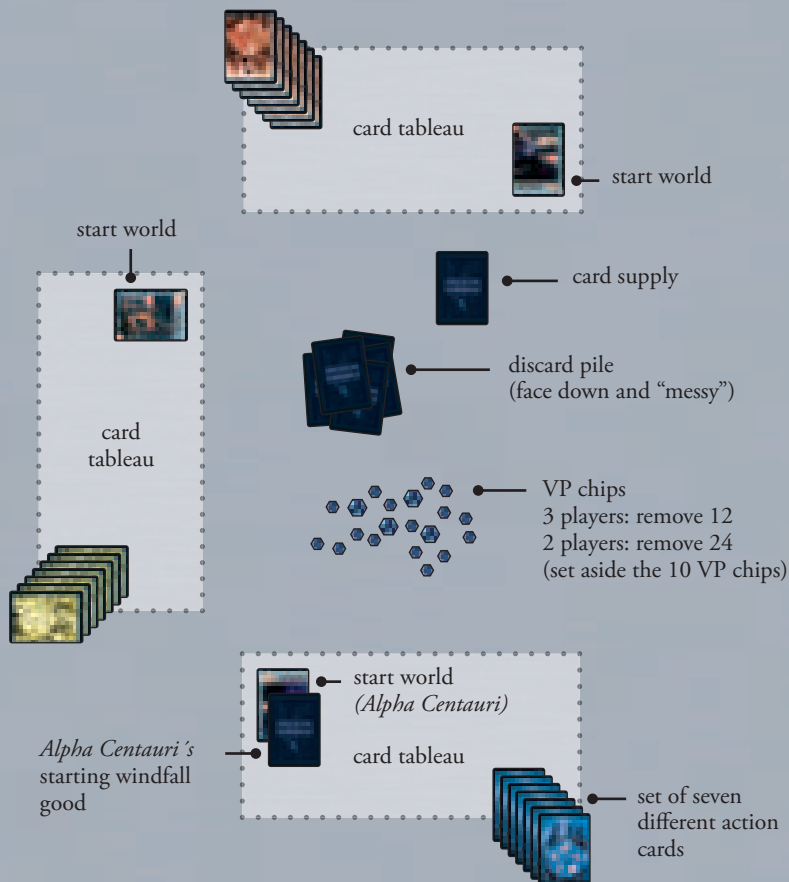 card tableau
start world
start world
card supply
discard pile
(face down and “messy”)
card
tableau
VP chips
3 players: remove 12
2 players: remove 24
(set aside the 10 VP chips)
start world
(Alpha Centauri)
Alpha Centauri´s
starting windfall
good
card tableau
set of seven
different action
cards